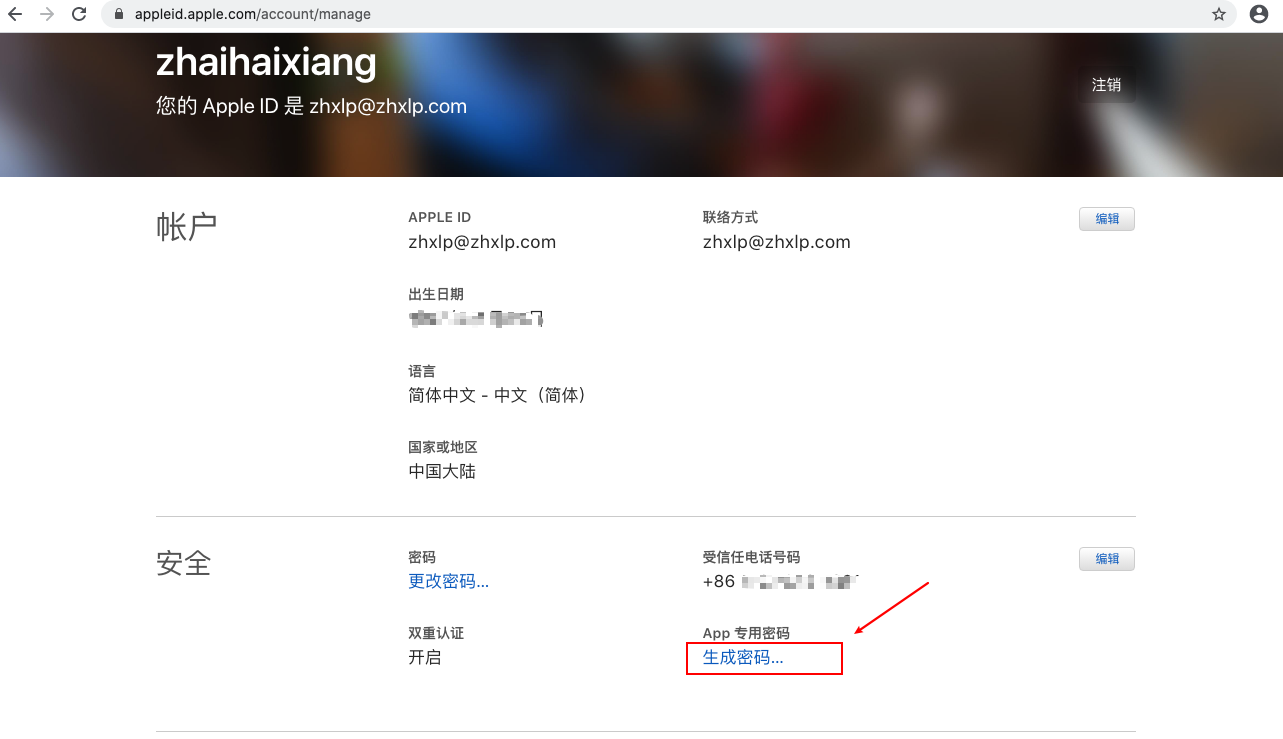 appleid.apple.com/account/manage
zhaihaixiang
您的 Apple ID 是 zhxlp@zhxlp.com
注销
帐户
APPLE ID
zhxlp@zhxlp.com
联络方式
zhxlp@zhxlp.com
编辑
出生日期
语言
简体中文 - 中文（简体）
国家或地区
中国大陆
安全
密码
更改密码...
受信任电话号码
+86
编辑
双重认证
开启
App 专用密码
生成密码...